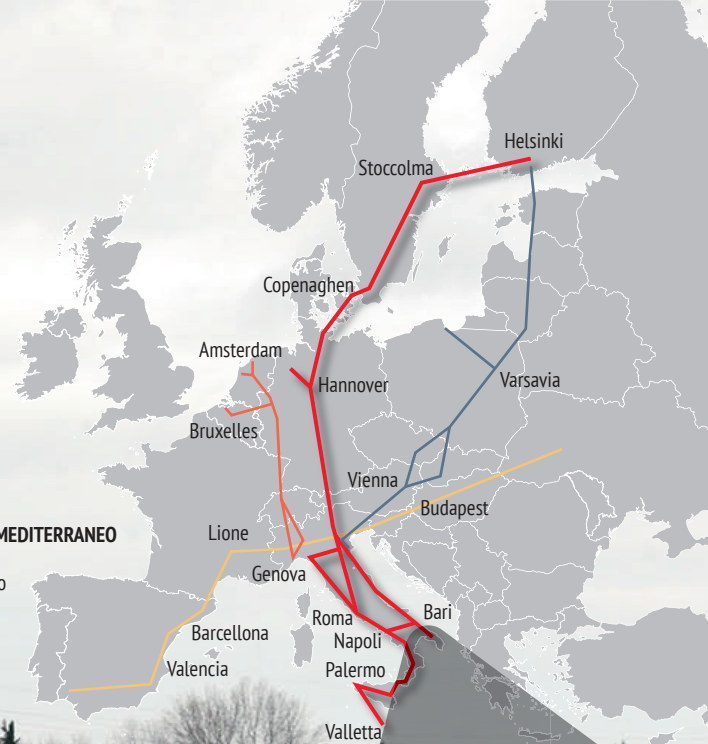 Helsinki
Stoccolma
Copenaghen
Amsterdam
Hannover
Varsavia
Bruxelles
Vienna
Budapest
MEDITERRANEO
Lione
Genova
o
Roma
Bari
Barcellona
Napoli
Valencia
Palermo
Valletta